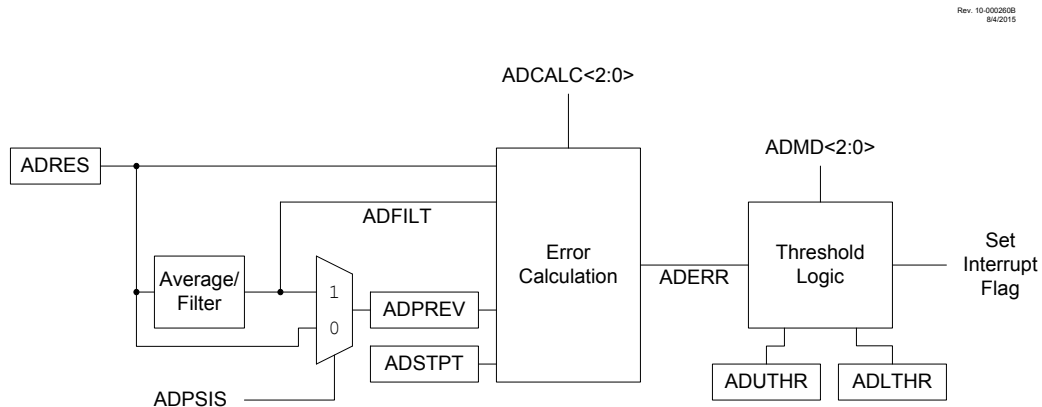 Rev. 10-000260B
8/4/2015
ADCALC<2:0>
ADMD<2:0>
ADRES
ADFILT
Average/
Filter
1
0
ADPREV
ADSTPT
ADPSIS
Error
Calculation
ADERR
Threshold
Logic
Set
Interrupt
Flag
ADUTHR
ADLTHR